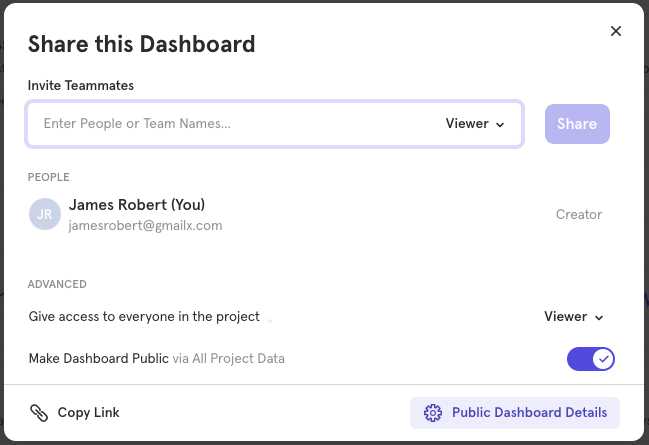 Share this Dashboard
Invite Teammates
Enter People or Team Names...
Viewer
Share
PEOPLE
JR
James Robert (You)
jamesrobert@gmailx.com
Creator
ADVANCED
Give access to everyone in the project
Viewer
Make Dashboard Public via All Project Data
Copy Link
Public Dashboard Details